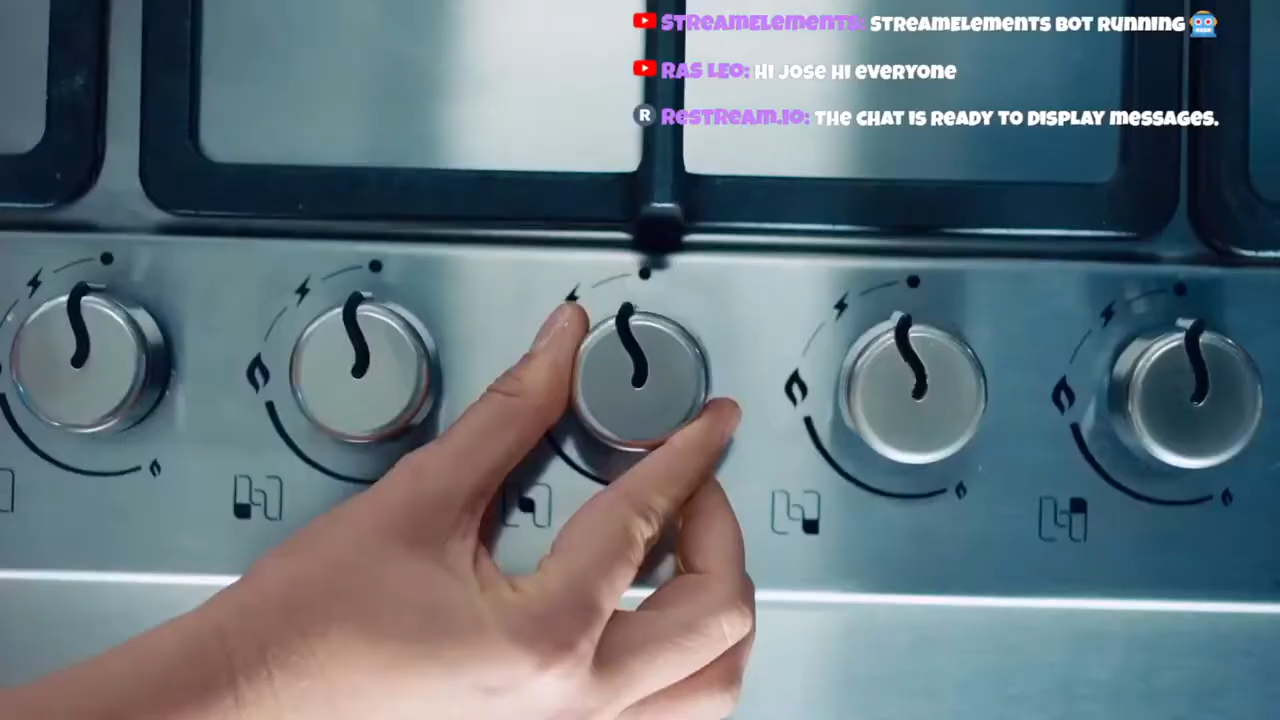 STREAMELEMENTS: STREAMELEMENTS BOT RUNNING
RAS LEO: HI JOSE HI EVERYONE
R RESTREAM.IO: THE CHAT IS READY TO DISPLAY MESSAGES.